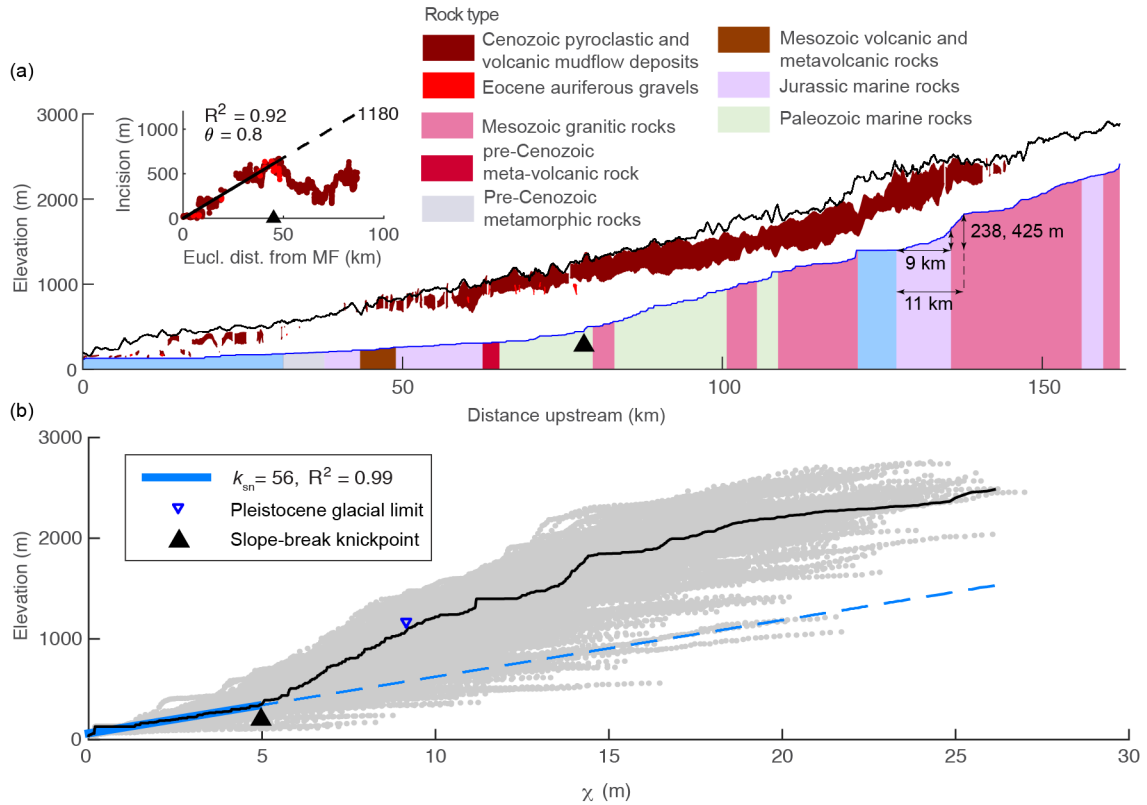 Rock type
(a)
Cenozoic pyroclastic and
volcanic mudflow deposits
Eocene auriferous gravels
Mesozoic granitic rocks
pre-Cenozoic
meta-volcanic rock
Pre-Cenozoic
metamorphic rocks
Mesozoic volcanic and
metavolcanic rocks
Jurassic marine rocks
Paleozoic marine rocks
R² = 0.92
θ = 0.8
1180
1000
500
0
Incision (m)
0 50 100
Eucl. dist. from MF (km)
3000
2000
1000
0
Elevation (m)
238, 425 m
9 km
11 km
0 50 100 150
Distance upstream (km)
(b)
3000
2000
1000
0
Elevation (m)
ksn= 56, R² = 0.99
Pleistocene glacial limit
Slope-break knickpoint
0 5 10 15 20 25 30
χ (m)